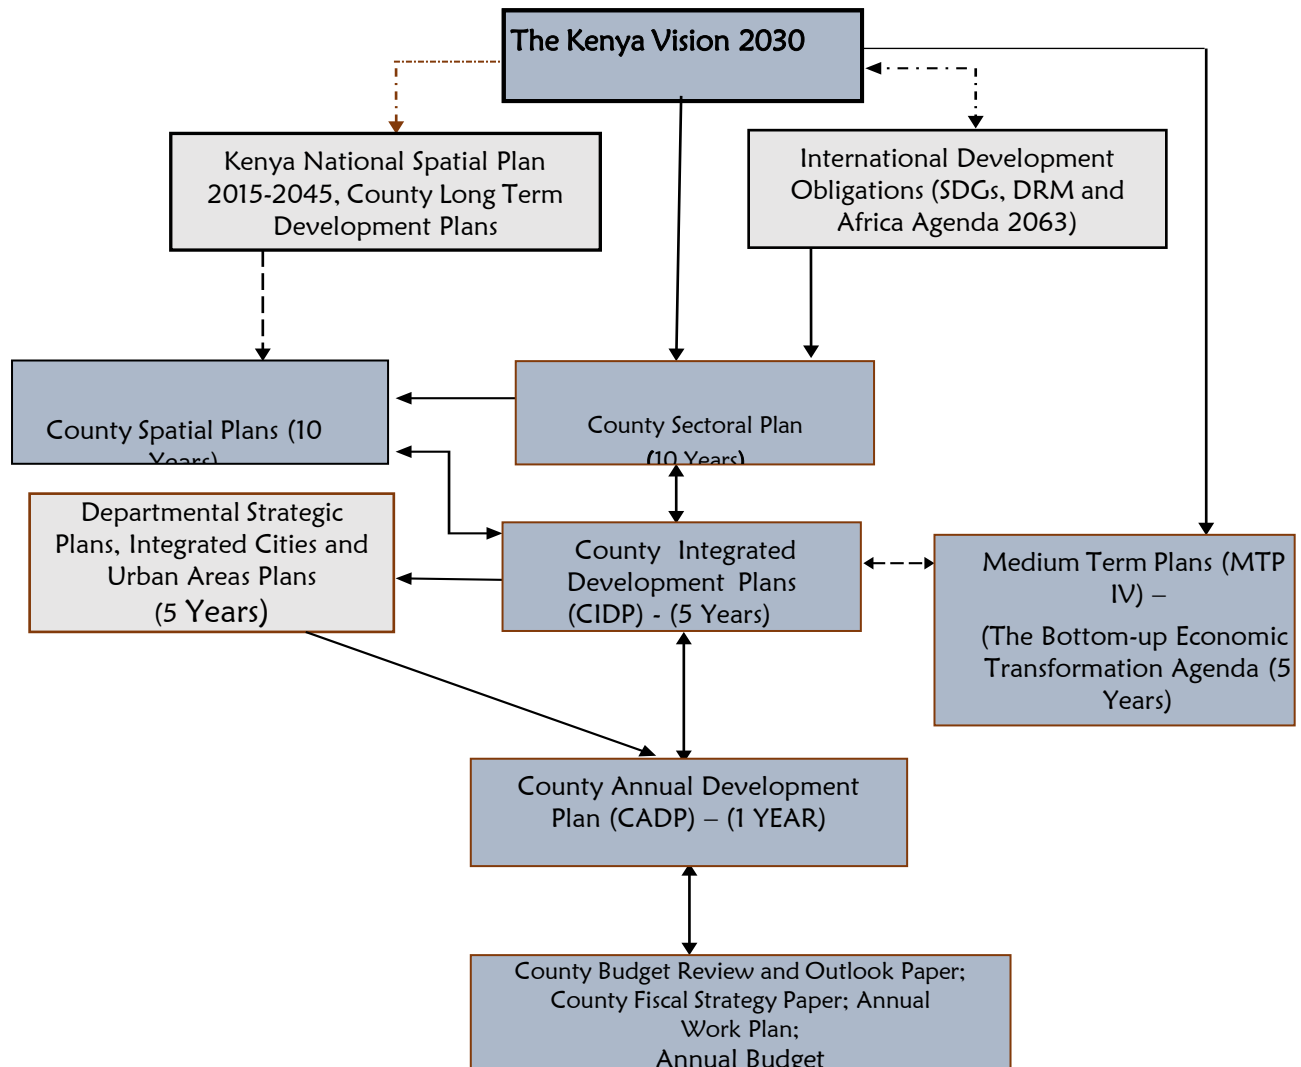 The Kenya Vision 2030
Kenya National Spatial Plan
2015-2045, County Long Term
Development Plans
International Development
Obligations (SDGs, DRM and
Africa Agenda 2063)
County Spatial Plans (10
Years)
County Sectoral Plan
(10 Years)
Departmental Strategic
Plans, Integrated Cities and
Urban Areas Plans
(5 Years)
County Integrated
Development Plans
(CIDP) - (5 Years)
Medium Term Plans (MTP
IV) –
(The Bottom-up Economic
Transformation Agenda (5
Years)
County Annual Development
Plan (CADP) – (1 YEAR)
County Budget Review and Outlook Paper;
County Fiscal Strategy Paper; Annual
Work Plan;
Annual Budget